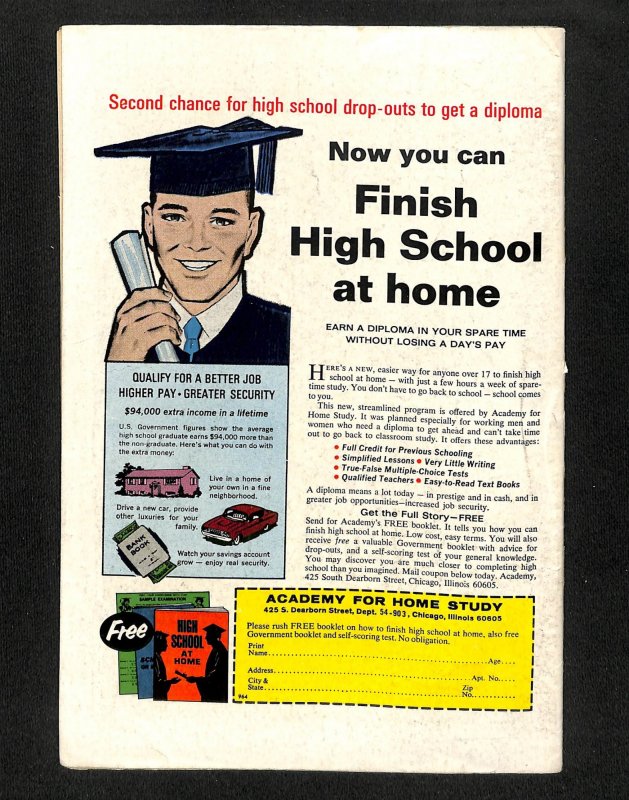 Second chance for high school drop-outs to get a diploma
Now you can
Finish
High School
at home
EARN A DIPLOMA IN YOUR SPARE TIME
WITHOUT LOSING A DAY'S PAY
QUALIFY FOR A BETTER JOB
HIGHER PAY • GREATER SECURITY
$94,000 extra income in a lifetime
U.S. Government figures show the average
high school graduate earns $94,000 more than
the non-graduate. Here's what you can do with
the extra money:
Live in a home of
your own in a fine
neighborhood.
Drive a new car, provide
other luxuries for your
family.
BANK
BOOK
Watch your savings account
grow — enjoy real security.
HERE'S A NEW, easier way for anyone over 17 to finish high
school at home — with just a few hours a week of spare-
time study. You don't have to go back to school — school comes
to you.
This new, streamlined program is offered by Academy for
Home Study. It was planned especially for working men and
women who need a diploma to get ahead and can't take time
out to go back to classroom study. It offers these advantages:
• Full Credit for Previous Schooling
• Simplified Lessons • Very Little Writing
• True-False Multiple-Choice Tests
• Qualified Teachers • Easy-to-Read Text Books
A diploma means a lot today — in prestige and in cash, and in
greater job opportunities—increased job security.
Get the Full Story—FREE
Send for Academy's FREE booklet. It tells you how you can
finish high school at home. Low cost, easy terms. You will also
receive free a valuable Government booklet with advice for
drop-outs, and a self-scoring test of your general knowledge.
You may discover you are much closer to completing high
school than you imagined. Mail coupon below today. Academy,
425 South Dearborn Street, Chicago, Illinois 60605.
Free
SAMPLE EXAMINATION
HIGH
SCHOOL
AT
HOME
ACADEMY FOR HOME STUDY
425 S. Dearborn Street, Dept. 54-903, Chicago, Illinois 60605
Please rush FREE booklet on how to finish high school at home, also free
Government booklet and self-scoring test. No obligation.
Print
Name Age
Address Apt. No.
City & Zip
State No.
964